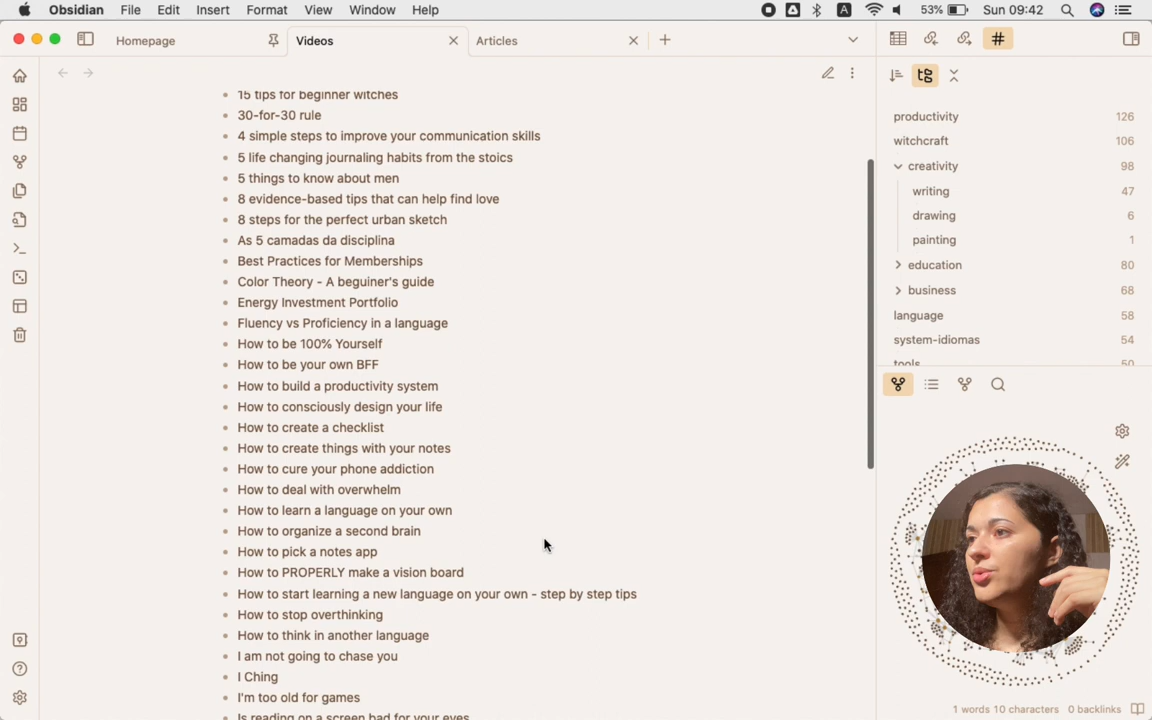 Obsidian File Edit Insert Format View Window Help
A 53% Sun 09:42
Homepage Videos Articles
15 tips for beginner witches
30-for-30 rule
4 simple steps to improve your communication skills
5 life changing journaling habits from the stoics
5 things to know about men
8 evidence-based tips that can help find love
8 steps for the perfect urban sketch
As 5 camadas da disciplina
Best Practices for Memberships
Color Theory - A beguiner's guide
Energy Investment Portfolio
Fluency vs Proficiency in a language
How to be 100% Yourself
How to be your own BFF
How to build a productivity system
How to consciously design your life
How to create a checklist
How to create things with your notes
How to cure your phone addiction
How to deal with overwhelm
How to learn a language on your own
How to organize a second brain
How to pick a notes app
How to PROPERLY make a vision board
How to start learning a new language on your own - step by step tips
How to stop overthinking
How to think in another language
I am not going to chase you
I Ching
I'm too old for games
Is reading on a screen bad for your eyes
productivity 126
witchcraft 106
creativity 98
writing 47
drawing 6
painting 1
education 80
business 68
language 58
system-idiomas 54
tools 50
1 words 10 characters 0 backlinks